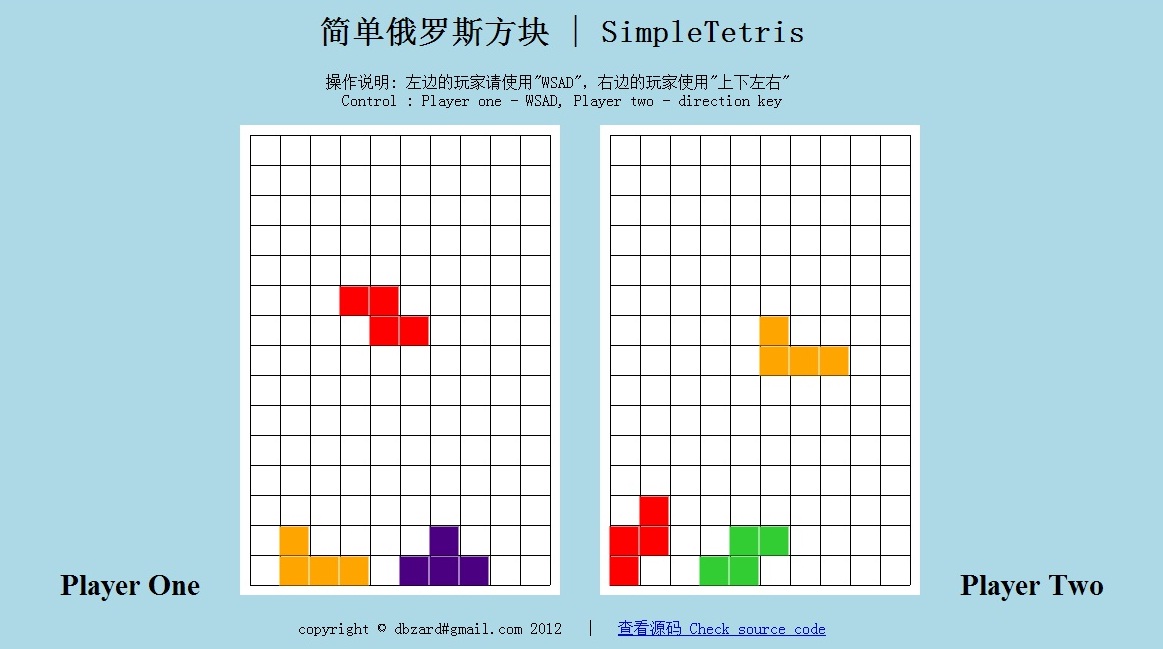 简单俄罗斯方块 | SimpleTetris
操作说明: 左边的玩家请使用"WSAD", 右边的玩家使用"上下左右"
Control : Player one - WSAD, Player two - direction key
Player One
Player Two
copyright © dbzard#gmail.com 2012 | 查看源码 Check source code